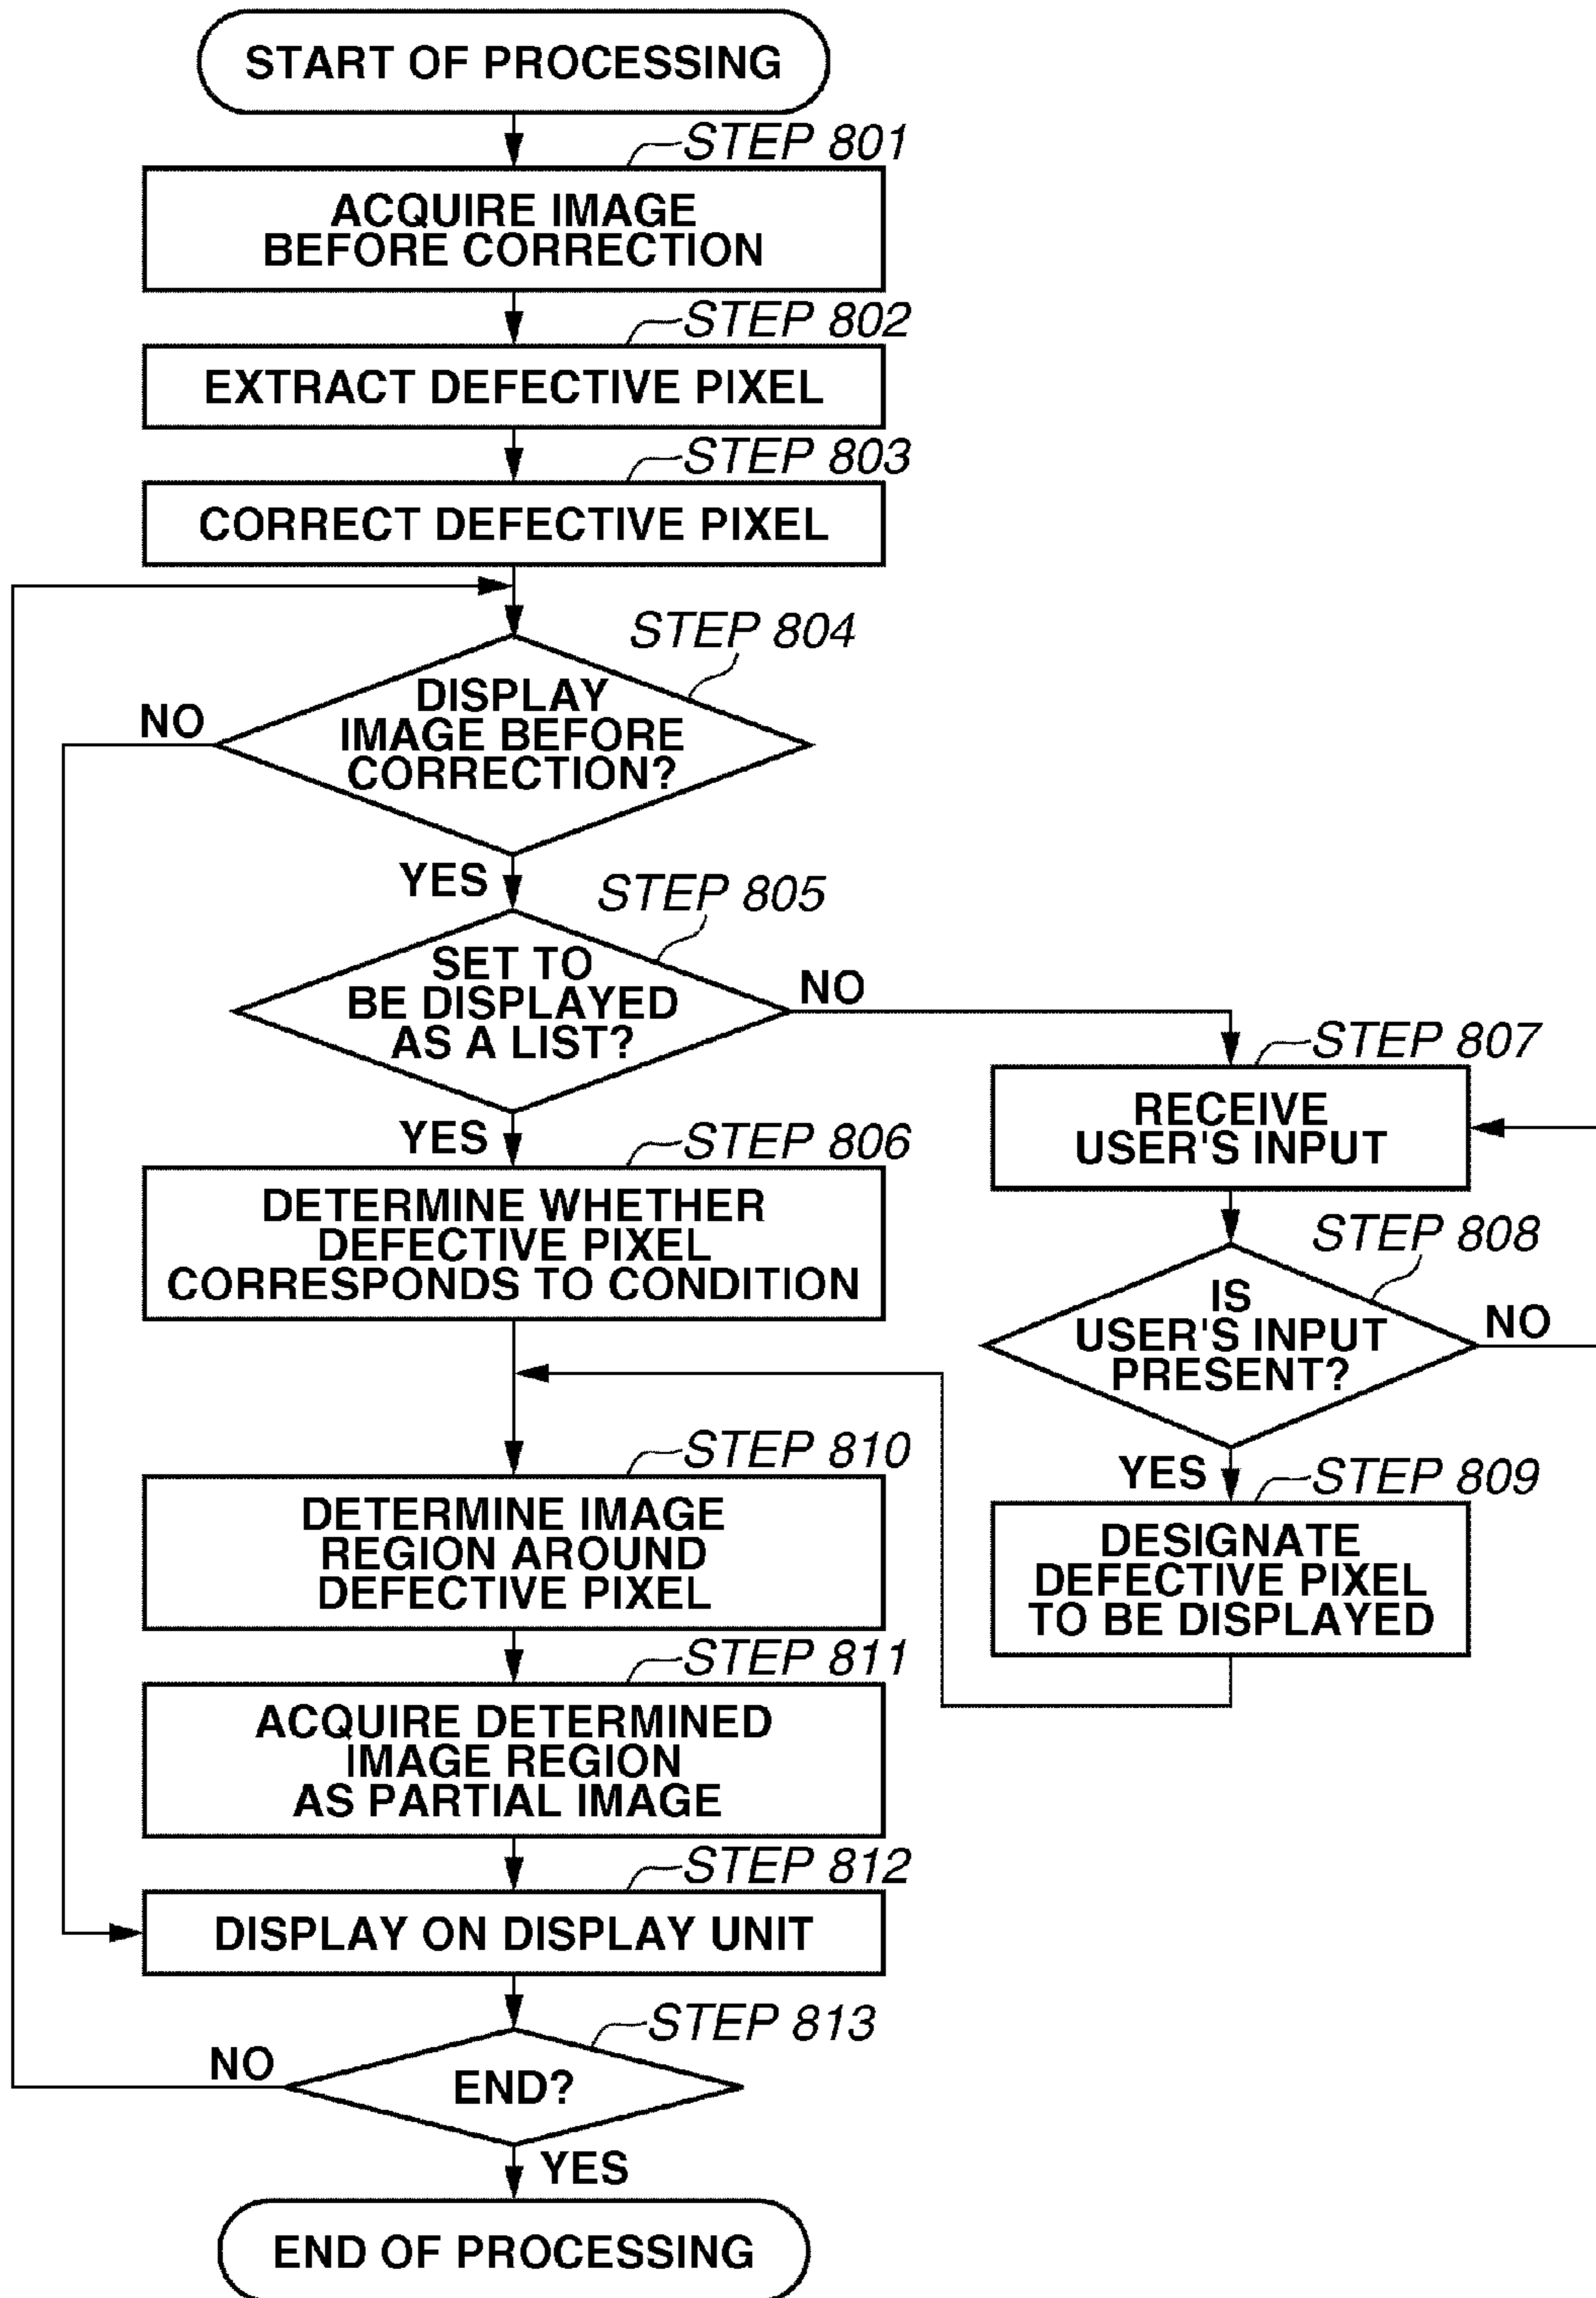 START OF PROCESSING
STEP 801
ACQUIRE IMAGE
BEFORE CORRECTION
STEP 802
EXTRACT DEFECTIVE PIXEL
STEP 803
CORRECT DEFECTIVE PIXEL
STEP 804
DISPLAY
IMAGE BEFORE
CORRECTION?
NO
YES
STEP 805
SET TO
BE DISPLAYED
AS A LIST?
NO
YES
STEP 806
DETERMINE WHETHER
DEFECTIVE PIXEL
CORRESPONDS TO CONDITION
STEP 807
RECEIVE
USER'S INPUT
STEP 808
IS
USER'S INPUT
PRESENT?
NO
YES
STEP 809
DESIGNATE
DEFECTIVE PIXEL
TO BE DISPLAYED
STEP 810
DETERMINE IMAGE
REGION AROUND
DEFECTIVE PIXEL
STEP 811
ACQUIRE DETERMINED
IMAGE REGION
AS PARTIAL IMAGE
STEP 812
DISPLAY ON DISPLAY UNIT
STEP 813
END?
NO
YES
END OF PROCESSING